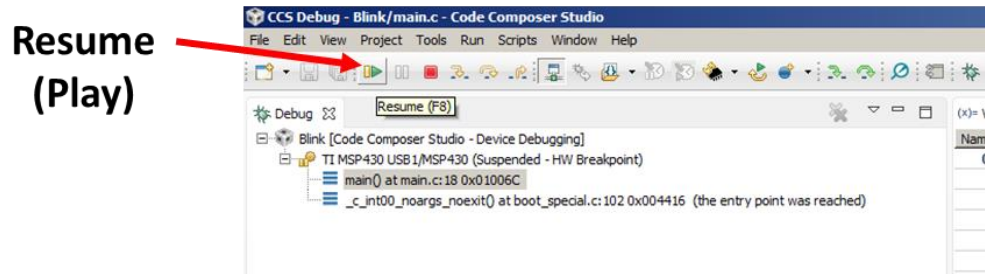 Resume
(Play)
CCS Debug - Blink/main.c - Code Composer Studio
File Edit View Project Tools Run Scripts Window Help
Resume (F8)
Debug
(x)=
Nam
Blink [Code Composer Studio - Device Debugging]
TI MSP430 USB1/MSP430 (Suspended - HW Breakpoint)
main() at main.c:18 0x01006C
_c_int00_noargs_noexit() at boot_special.c:102 0x004416 (the entry point was reached)